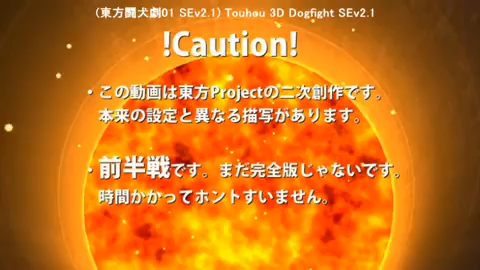 (東方闘犬劇01 SEv2.1) Touhou 3D Dogfight SEv2.1
!Caution!
・この動画は東方Projectの二次創作です。
本来の設定と異なる描写があります。
・前半戦です。まだ完全版じゃないです。
時間かかってホントすいません。